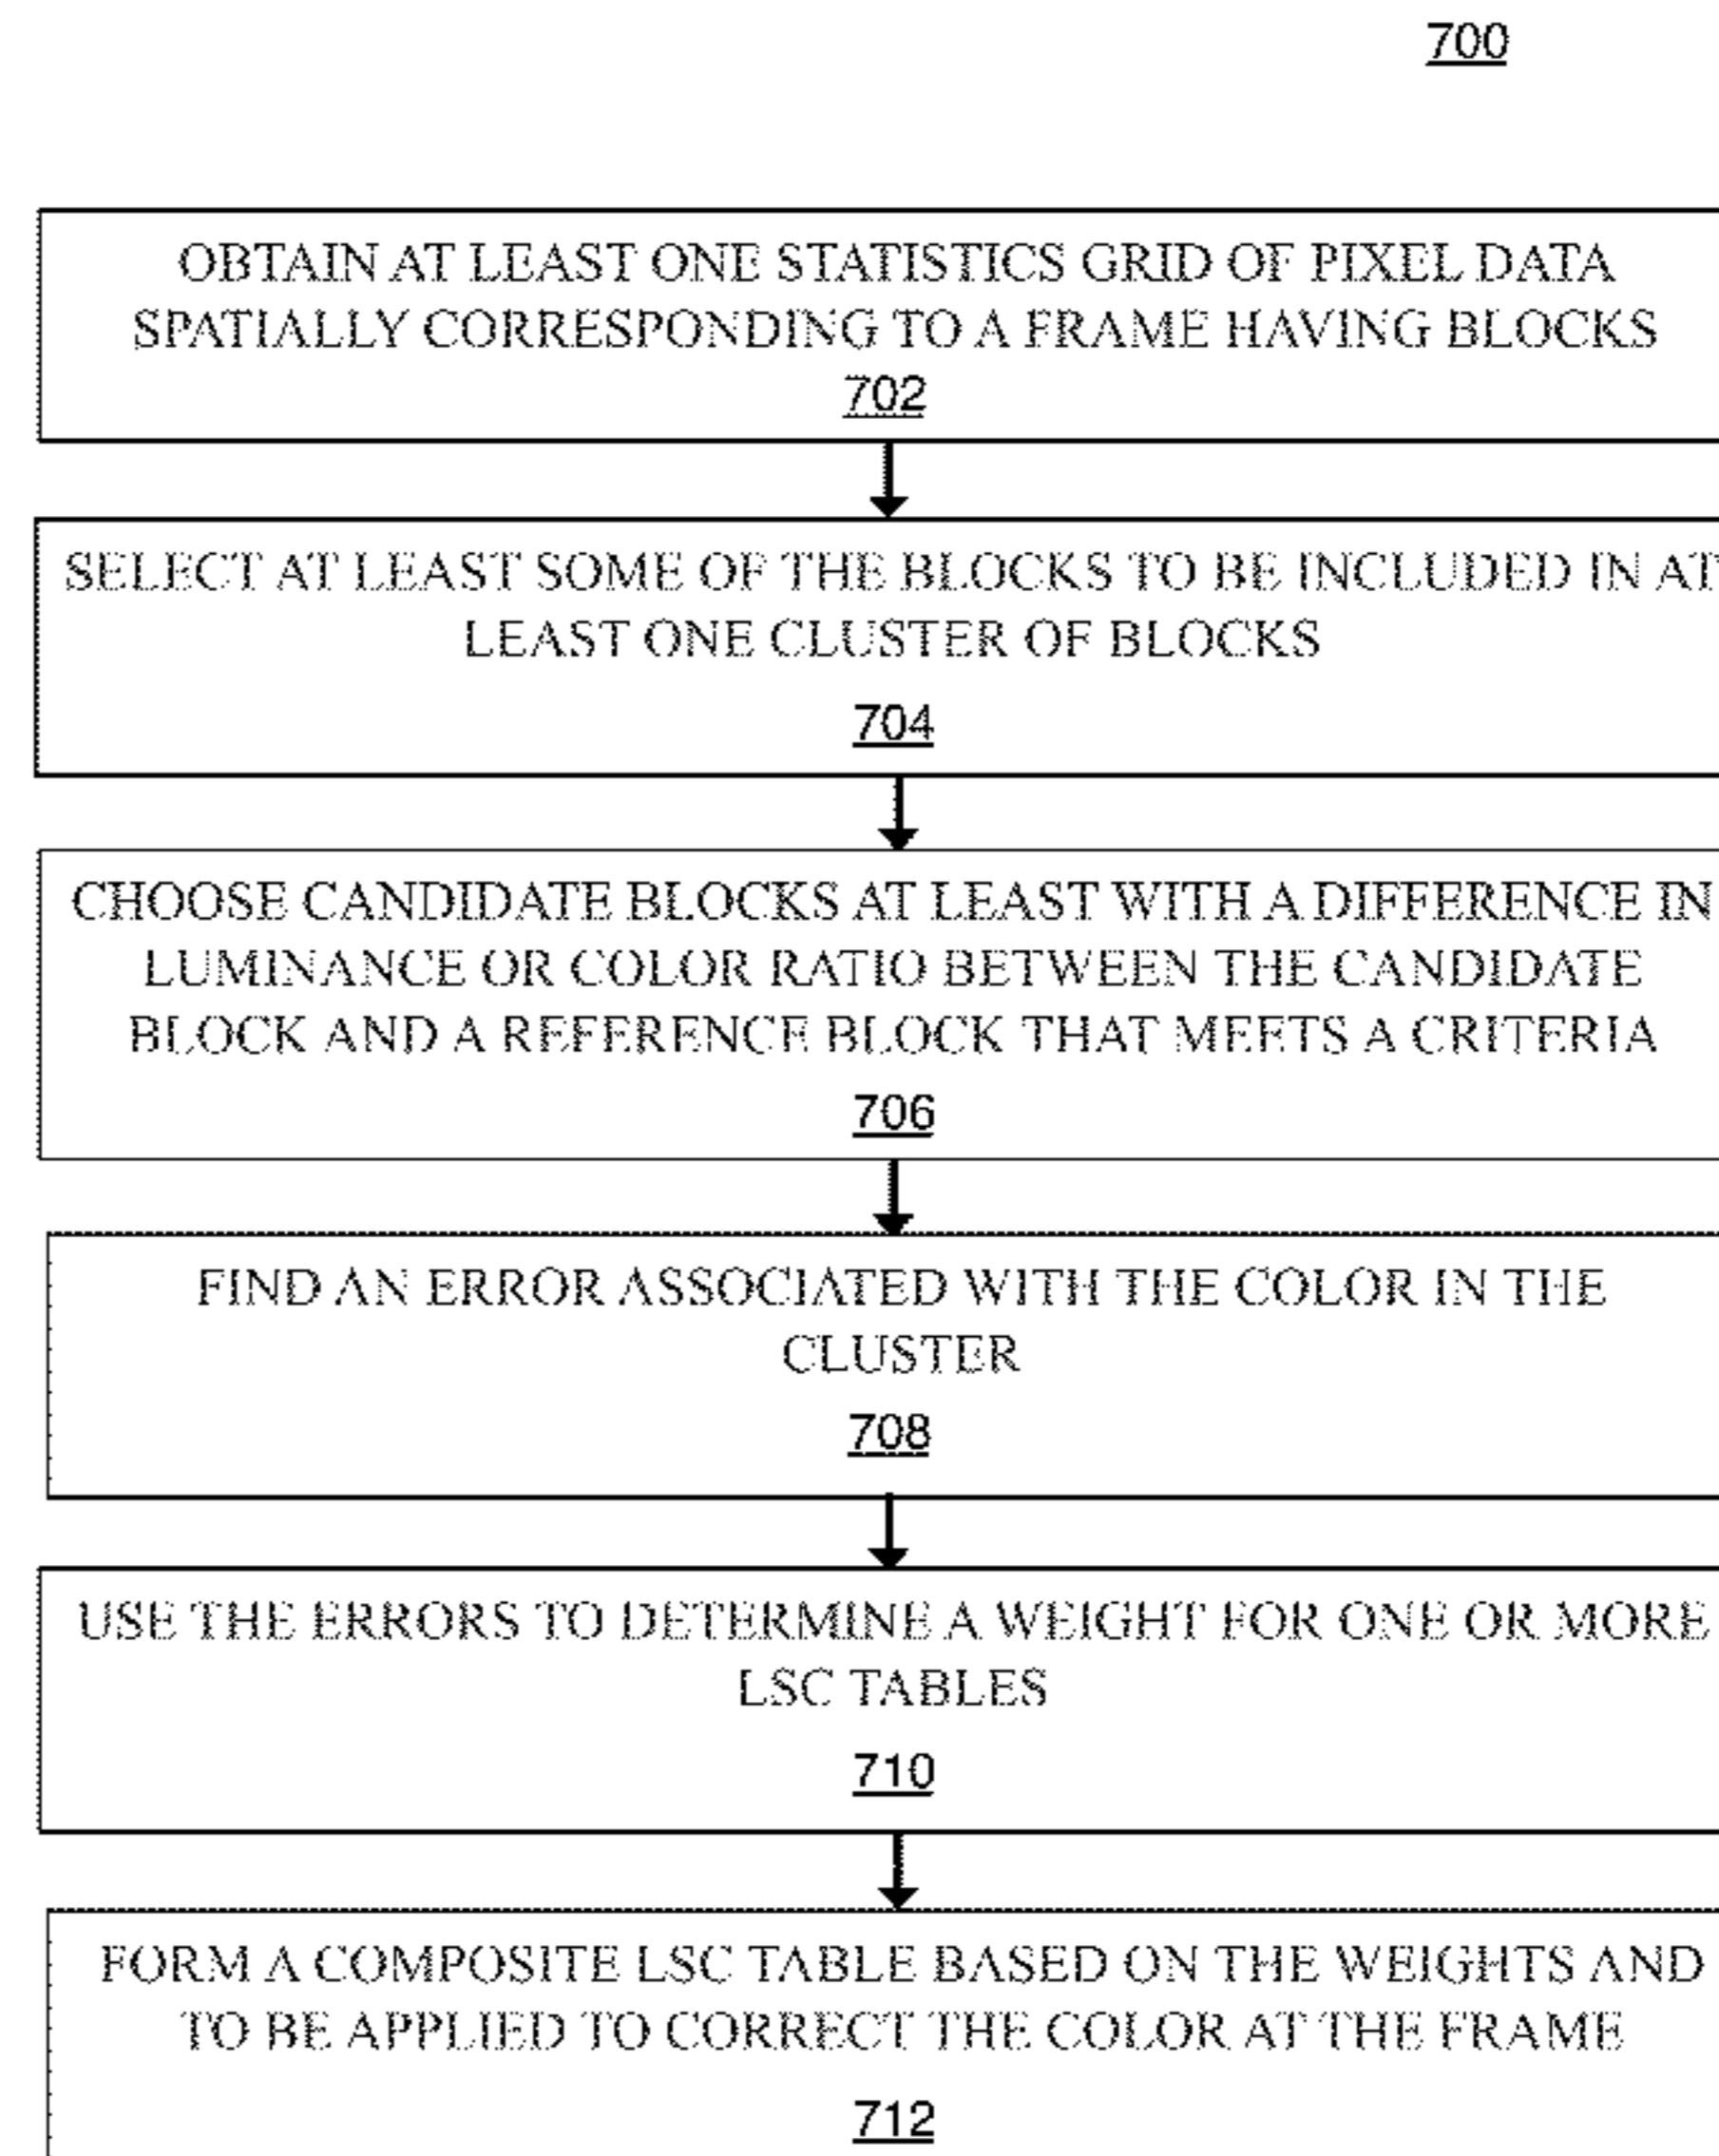 700
OBTAIN AT LEAST ONE STATISTICS GRID OF PIXEL DATA
SPATIALLY CORRESPONDING TO A FRAME HAVING BLOCKS
702
SELECT AT LEAST SOME OF THE BLOCKS TO BE INCLUDED IN AT
LEAST ONE CLUSTER OF BLOCKS
704
CHOOSE CANDIDATE BLOCKS AT LEAST WITH A DIFFERENCE IN
LUMINANCE OR COLOR RATIO BETWEEN THE CANDIDATE
BLOCK AND A REFERENCE BLOCK THAT MEETS A CRITERIA
706
FIND AN ERROR ASSOCIATED WITH THE COLOR IN THE
CLUSTER
708
USE THE ERRORS TO DETERMINE A WEIGHT FOR ONE OR MORE
LSC TABLES
710
FORM A COMPOSITE LSC TABLE BASED ON THE WEIGHTS AND
TO BE APPLIED TO CORRECT THE COLOR AT THE FRAME
712